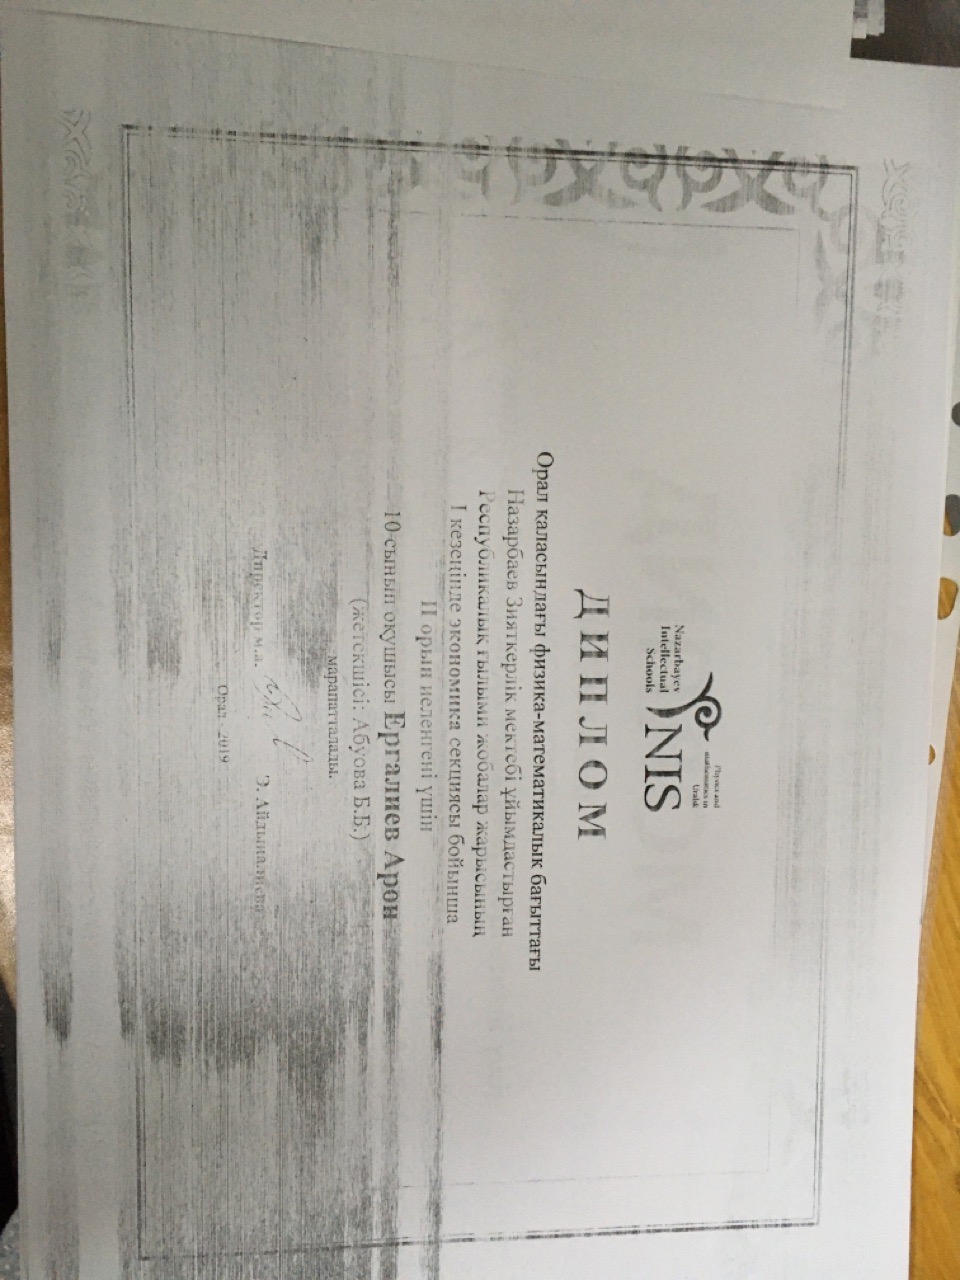 Nazarbayev
Intellectual
Schools
NIS
Physics and
mathematics in
Uralsk
ДИПЛОМ
Орал қаласындағы физика-математикалық бағыттағы
Назарбаев Зияткерлік мектебі ұйымдастырған
Республикалық ғылыми жобалар жарысының
I кезеңінде экономика секциясы бойынша
II орын иеленгені үшін
10-сынып оқушысы Ергалиев Арон
(жетекшісі: Абуова Б.Б.)
марапатталады.
Директор м.а. Э.
Орал, 2019